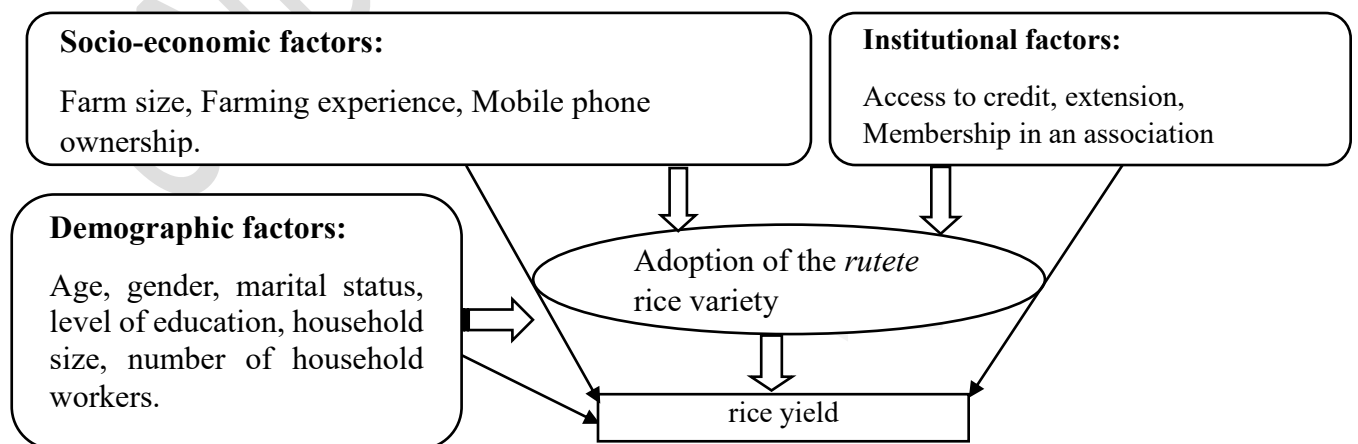 Socio-economic factors:
Farm size, Farming experience, Mobile phone
ownership.
Institutional factors:
Access to credit, extension,
Membership in an association
Demographic factors:
Age, gender, marital status,
level of education, household
size, number of household
workers.
Adoption of the rutete
rice variety
rice yield